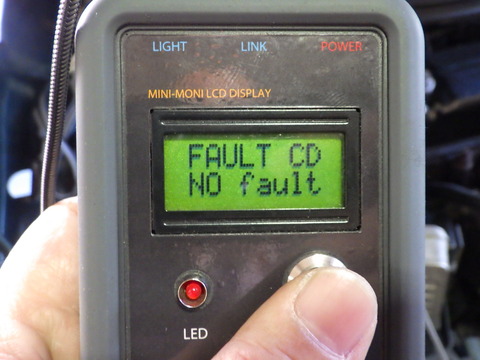 LIGHT LINK POWER
MINI-MONI LCD DISPLAY
FAULT CD
NO fault
LED